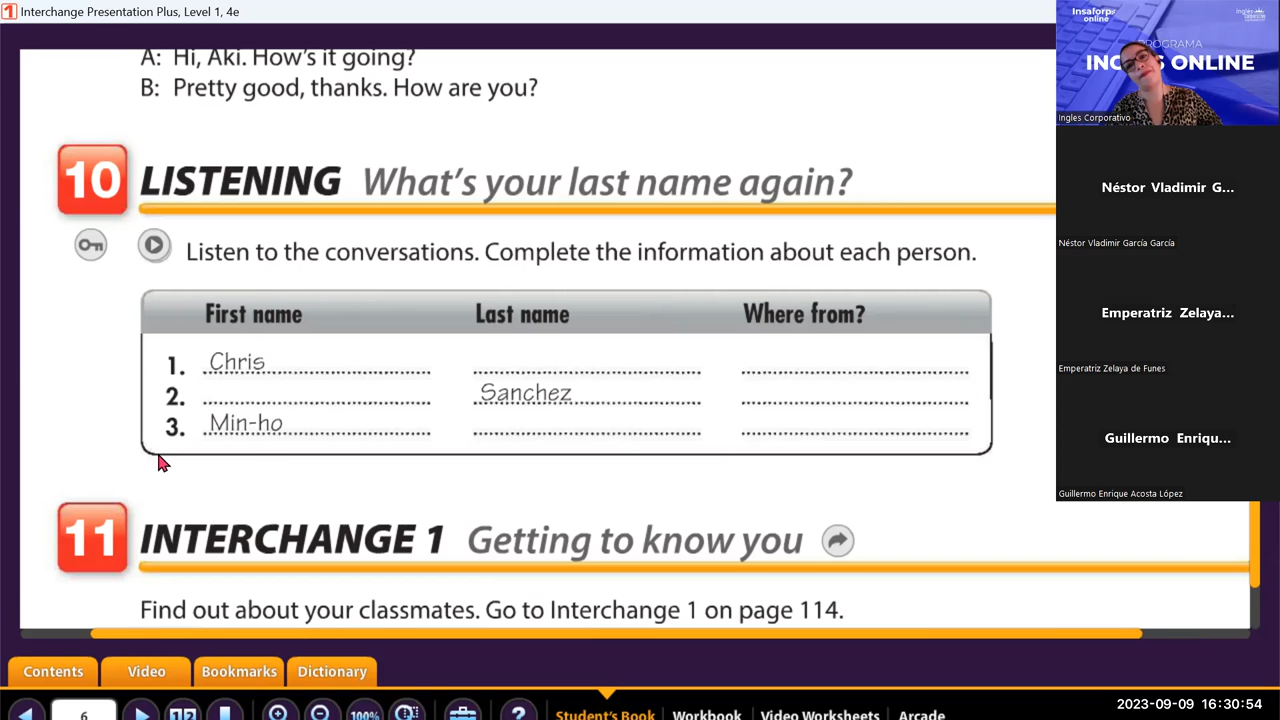 Interchange Presentation Plus, Level 1, 4e
A: Hi, Aki. How's it going?
B: Pretty good, thanks. How are you?
10 LISTENING What's your last name again?
Listen to the conversations. Complete the information about each person.
First name Last name Where from?
1. Chris
2. Sanchez
3. Min-ho
11 INTERCHANGE 1 Getting to know you
Find out about your classmates. Go to Interchange 1 on page 114.
Contents Video Bookmarks Dictionary
6 1 2 100% ?
Student's Book Workbook Video Worksheets Arcade
Insaforp
online
PROGRAMA
ONLINE
Ingles Corporativo
Néstor Vladimir G...
Néstor Vladimir García García
Emperatriz Zelaya...
Emperatriz Zelaya de Funes
Guillermo Enriqu...
Guillermo Enrique Acosta López
2023-09-09 16:30:54